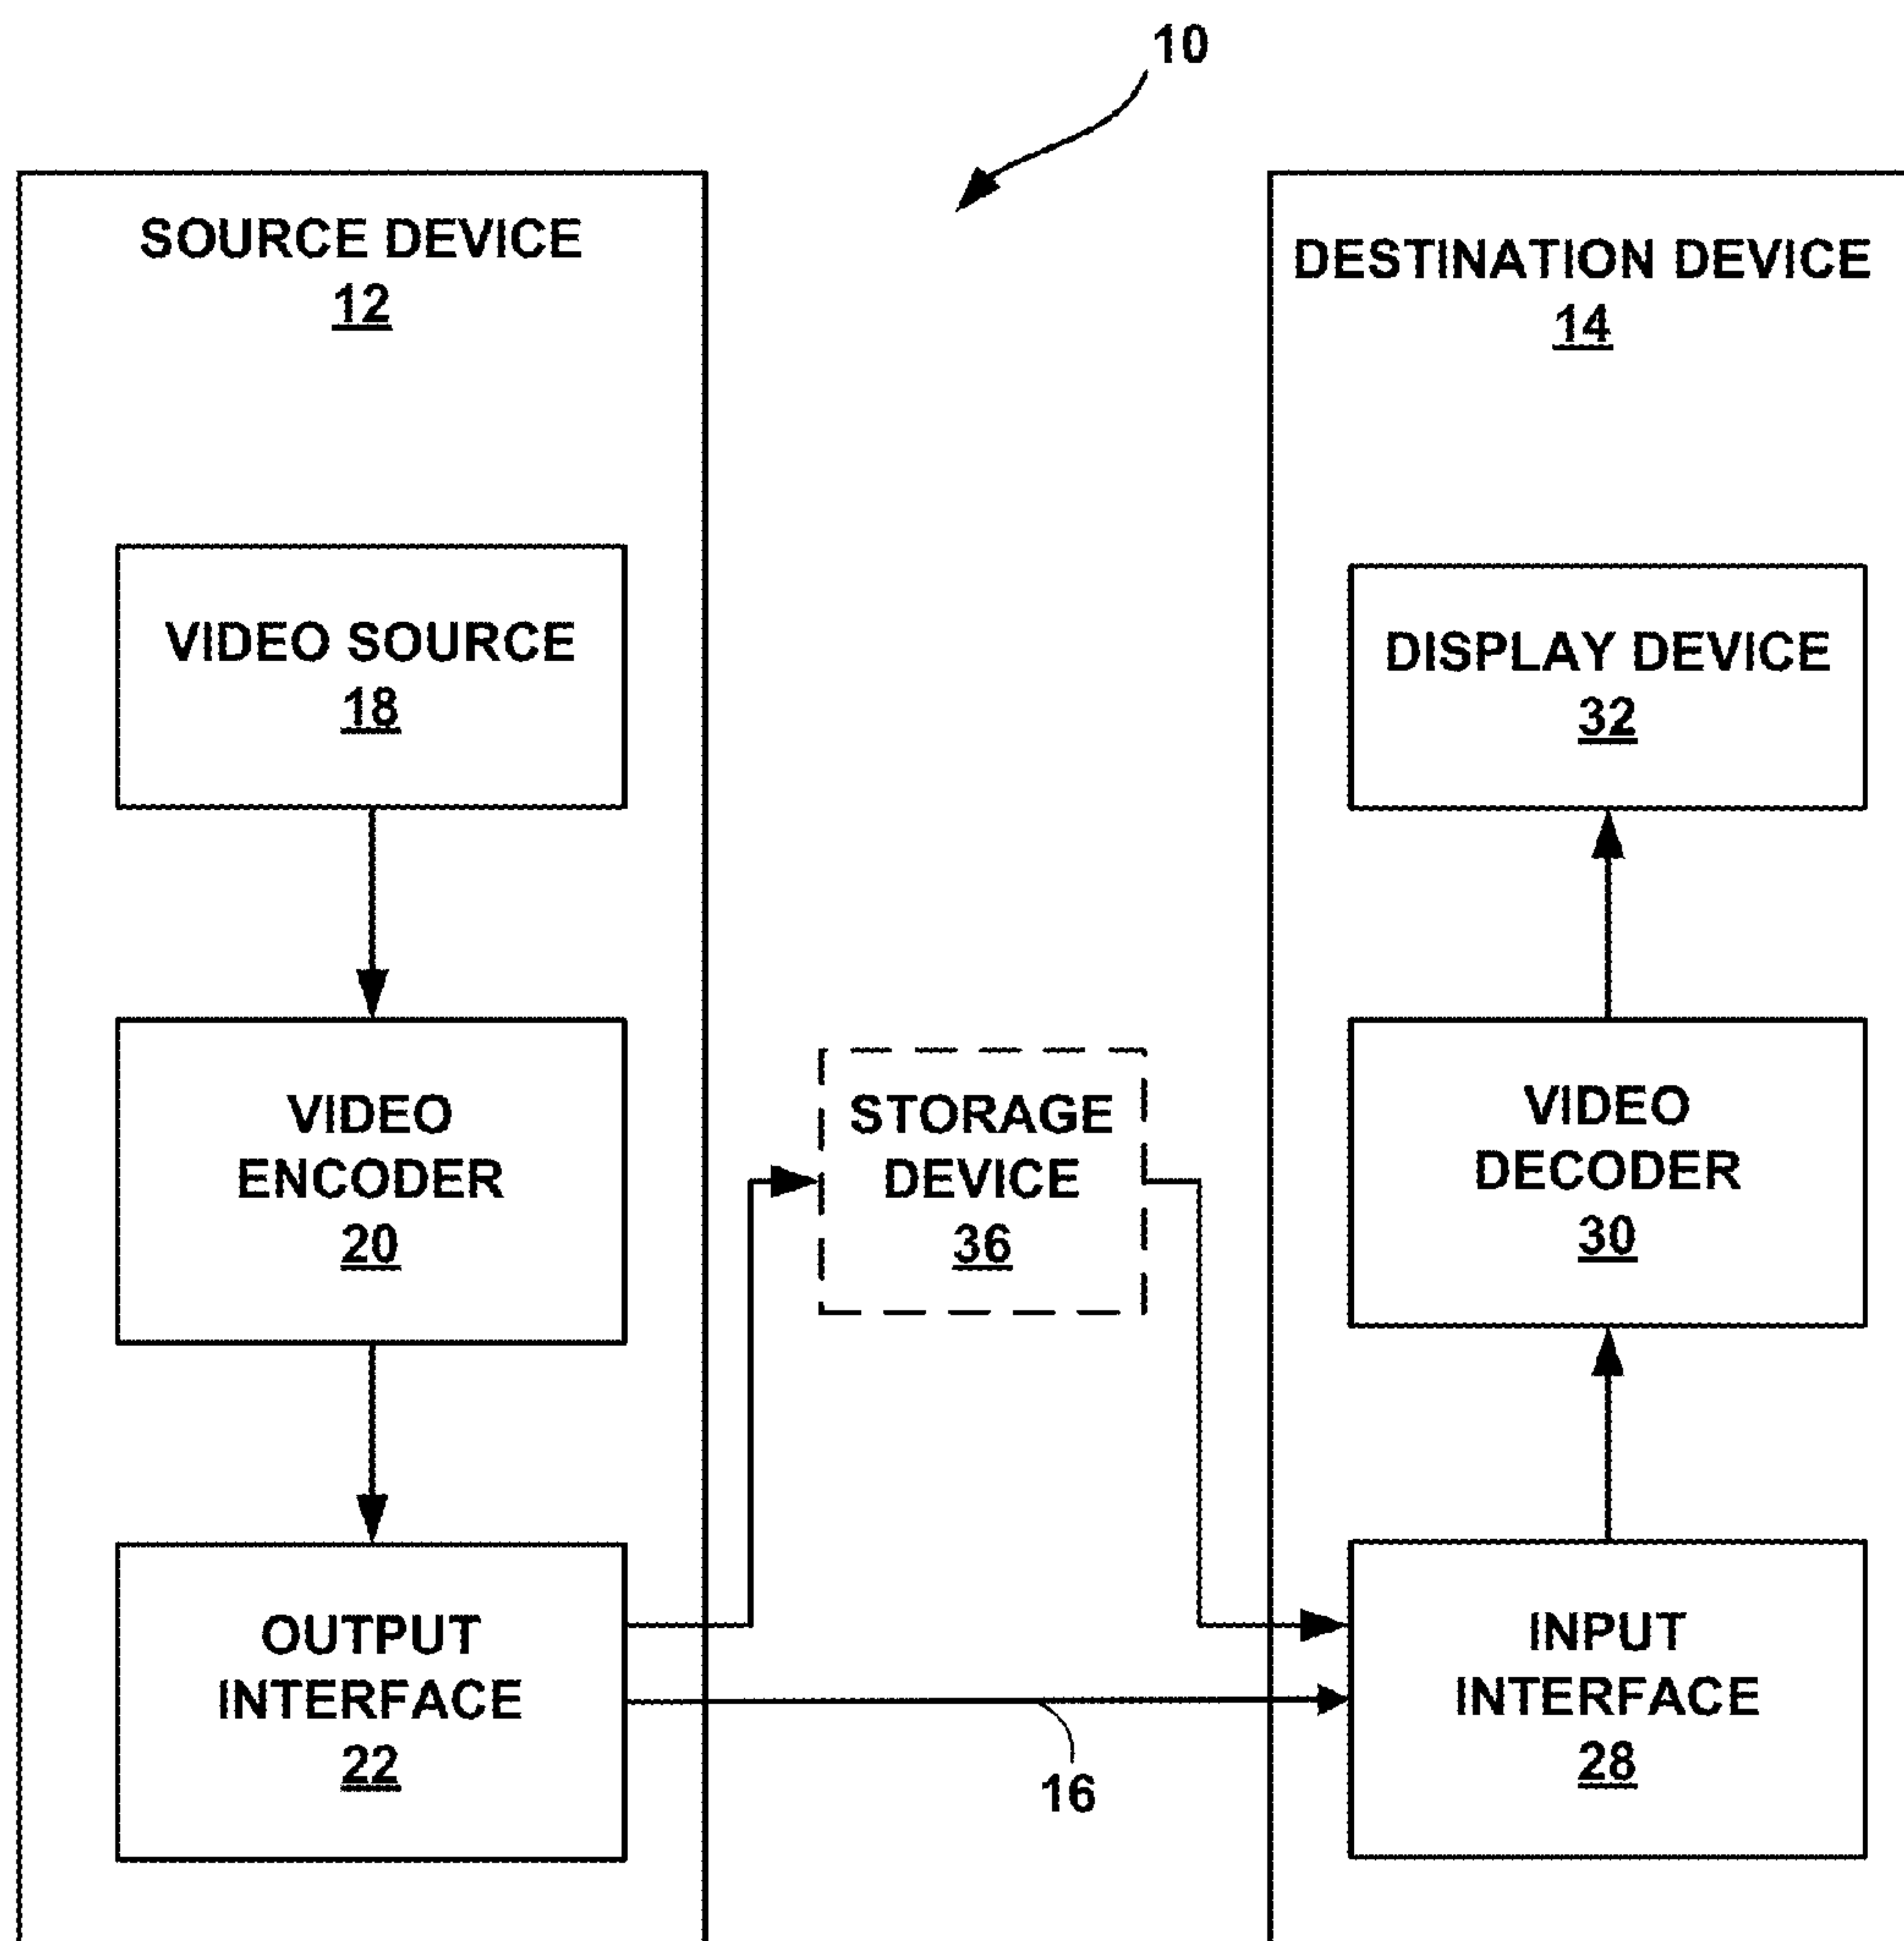 10
SOURCE DEVICE
12
VIDEO SOURCE
18
VIDEO
ENCODER
20
OUTPUT
INTERFACE
22
STORAGE
DEVICE
36
16
DESTINATION DEVICE
14
DISPLAY DEVICE
32
VIDEO
DECODER
30
INPUT
INTERFACE
28